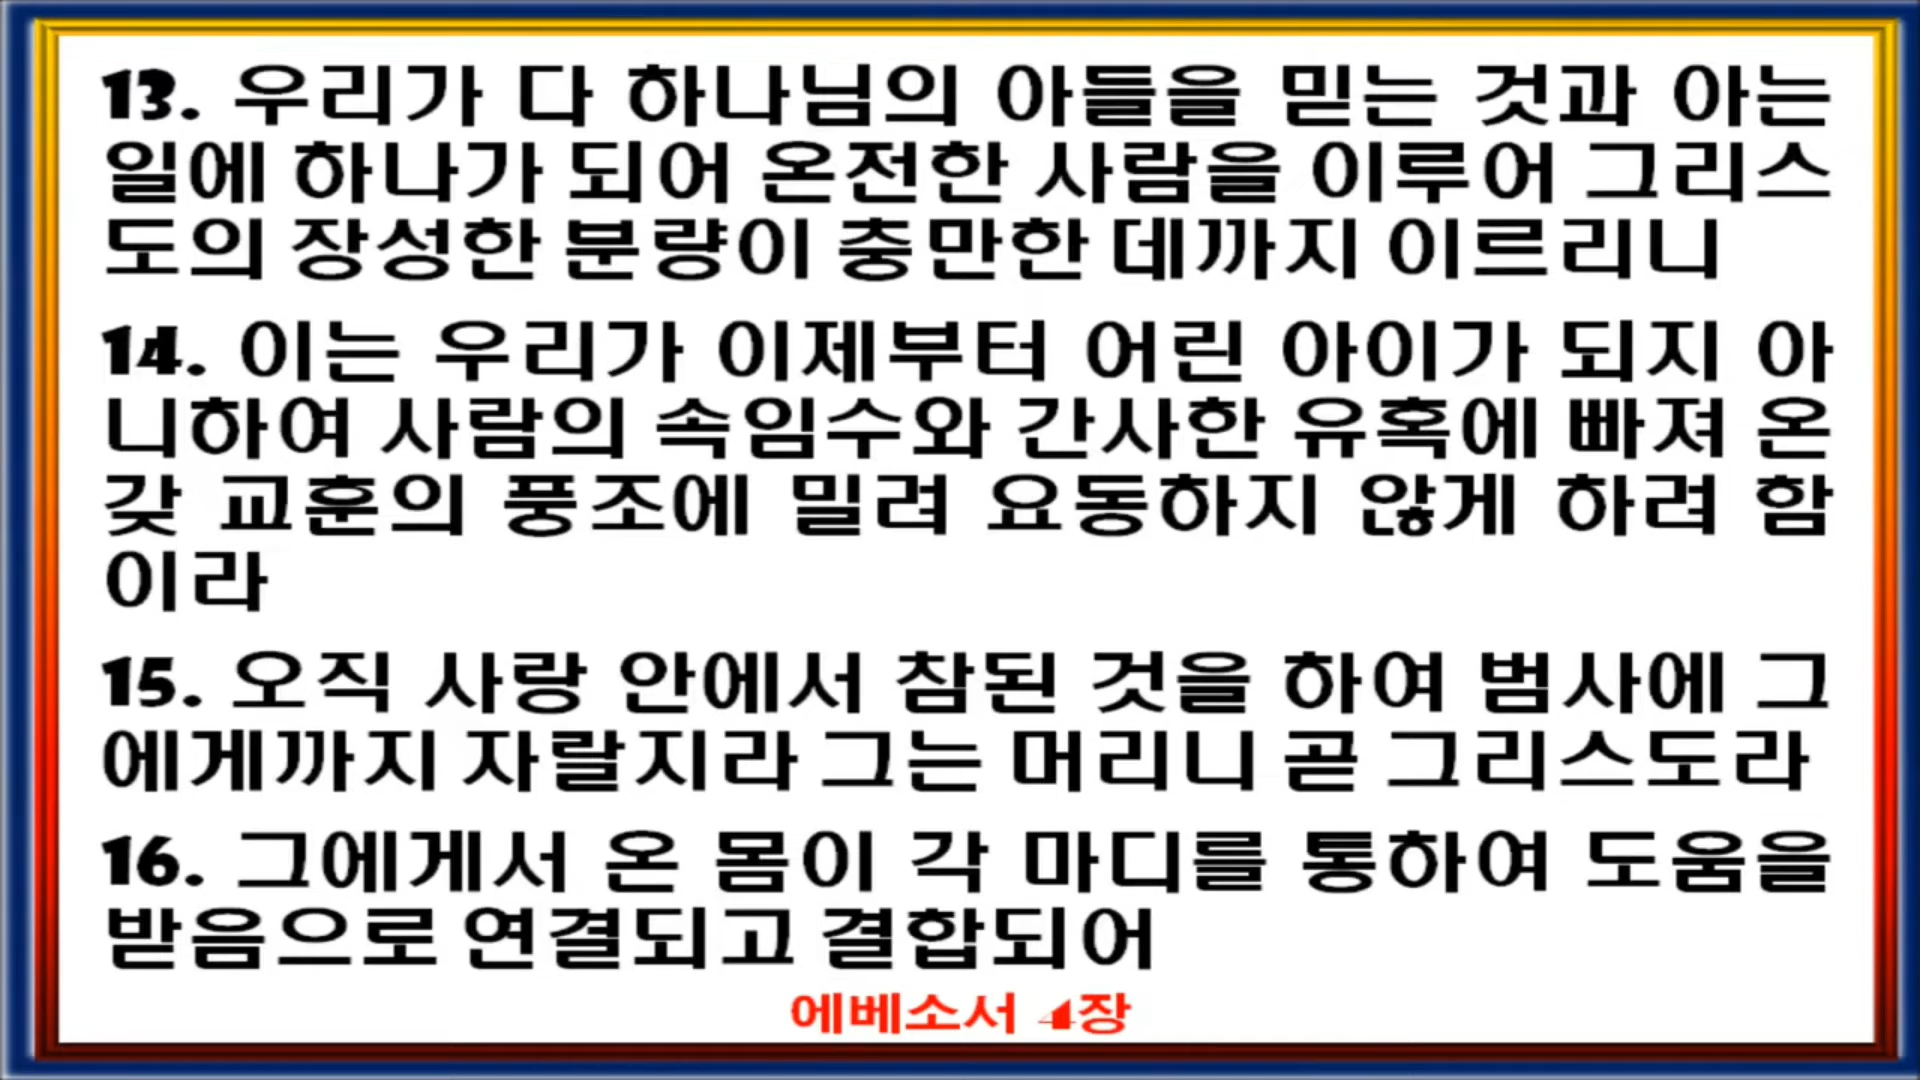 13. 우리가 다 하나님의 아들을 믿는 것과 아는
일에 하나가 되어 온전한 사람을 이루어 그리스
도의 장성한 분량이 충만한 데까지 이르리니
14. 이는 우리가 이제부터 어린 아이가 되지 아
니하여 사람의 속임수와 간사한 유혹에 빠져 온
갖 교훈의 풍조에 밀려 요동하지 않게 하려 함
이라
15. 오직 사랑 안에서 참된 것을 하여 범사에 그
에게까지 자랄지라 그는 머리니 곧 그리스도라
16. 그에게서 온 몸이 각 마디를 통하여 도움을
받음으로 연결되고 결합되어
에베소서 4장